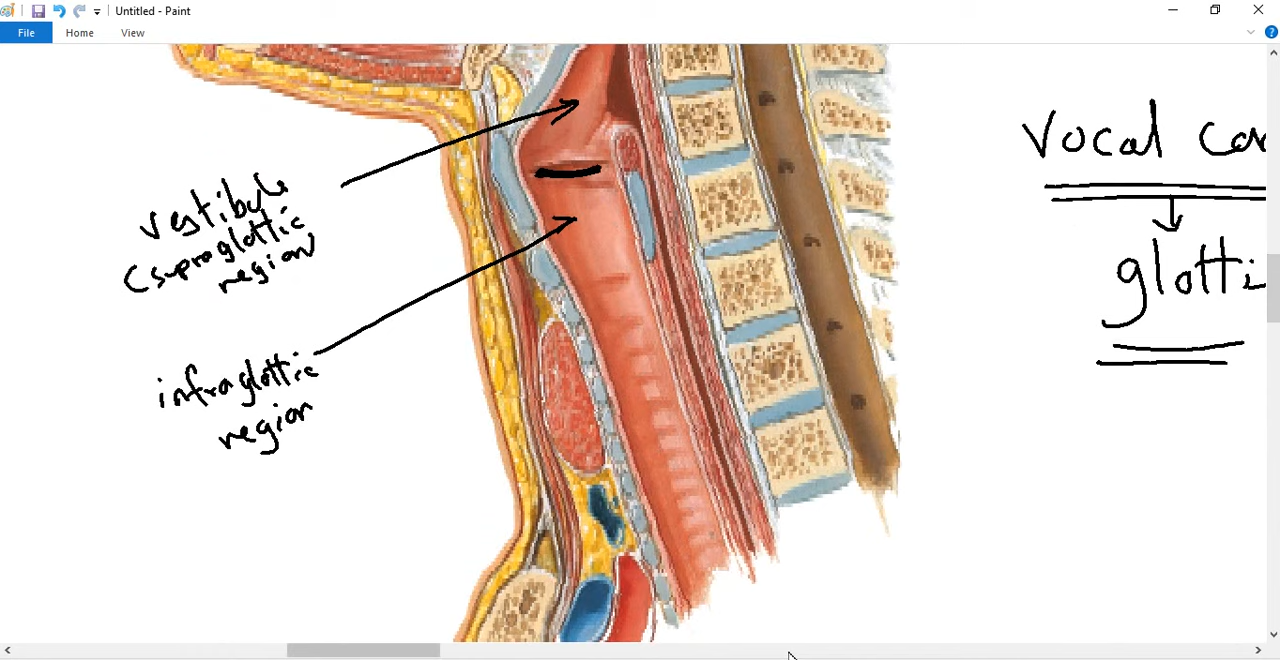 Untitled - Paint
File Home View
vestibule
(supraglottic
region
infraglottic
region
vocal
glotti